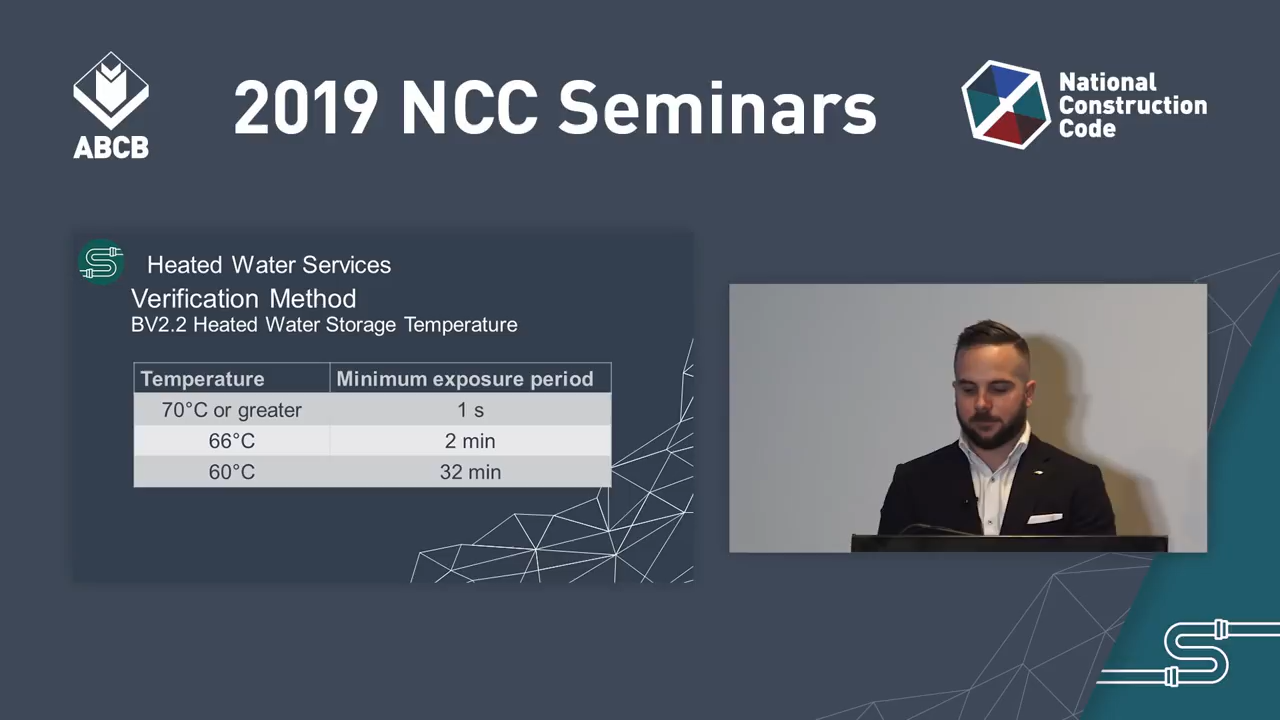 ABCB
2019 NCC Seminars
National
Construction
Code
Heated Water Services
Verification Method
BV2.2 Heated Water Storage Temperature
Temperature Minimum exposure period
70°C or greater 1 s
66°C 2 min
60°C 32 min